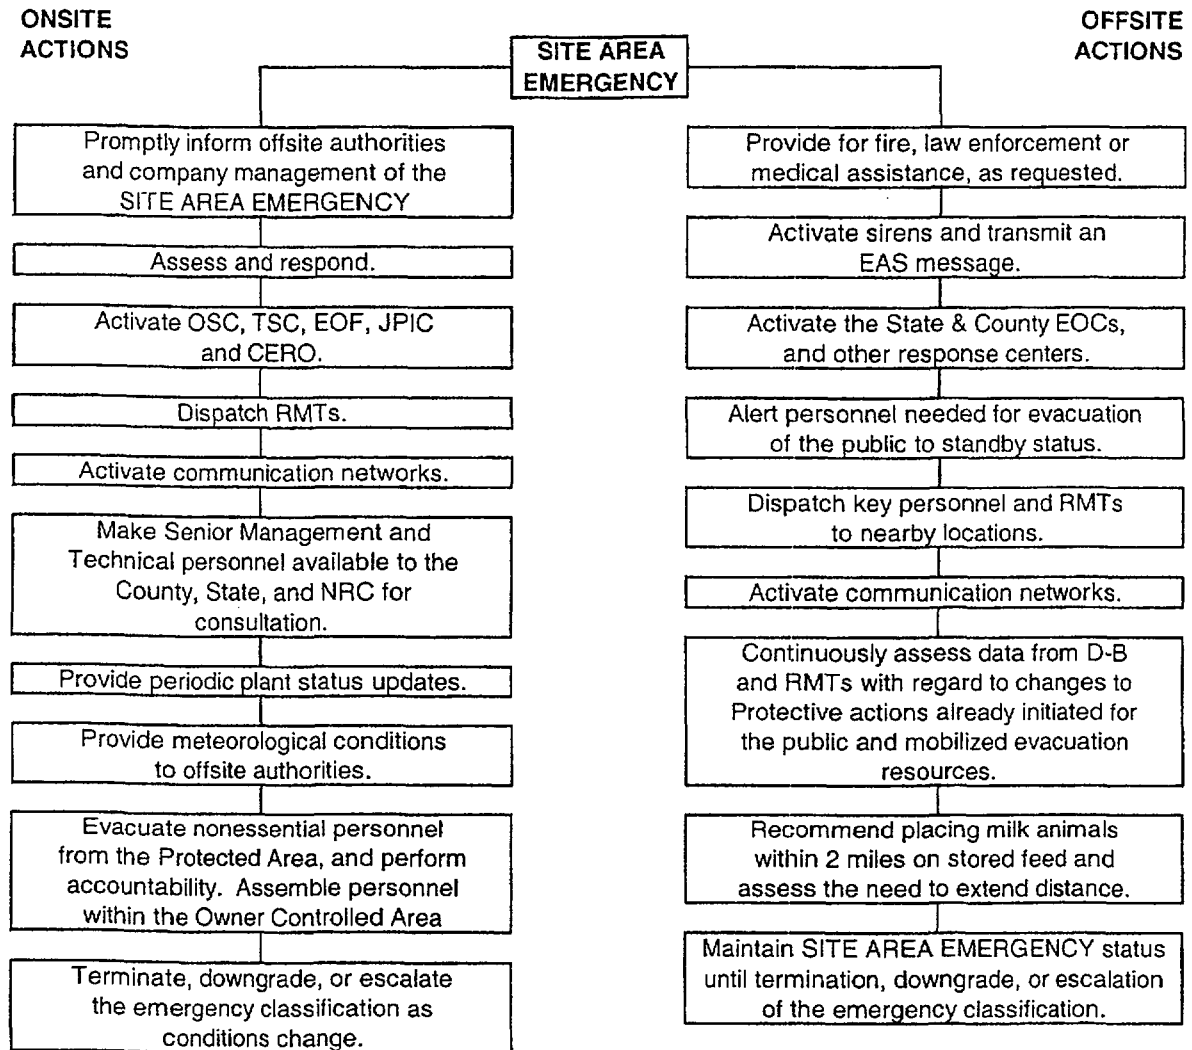 ONSITE
ACTIONS
OFFSITE
ACTIONS
SITE AREA
EMERGENCY
Promptly inform offsite authorities
and company management of the
SITE AREA EMERGENCY
Assess and respond.
Activate OSC, TSC, EOF, JPIC
and CERO.
Dispatch RMTs.
Activate communication networks.
Make Senior Management and
Technical personnel available to the
County, State, and NRC for
consultation.
Provide periodic plant status updates.
Provide meteorological conditions
to offsite authorities.
Evacuate nonessential personnel
from the Protected Area, and perform
accountability. Assemble personnel
within the Owner Controlled Area
Terminate, downgrade, or escalate
the emergency classification as
conditions change.
Provide for fire, law enforcement or
medical assistance, as requested.
Activate sirens and transmit an
EAS message.
Activate the State & County EOCs,
and other response centers.
Alert personnel needed for evacuation
of the public to standby status.
Dispatch key personnel and RMTs
to nearby locations.
Activate communication networks.
Continuously assess data from D-B
and RMTs with regard to changes to
Protective actions already initiated for
the public and mobilized evacuation
resources.
Recommend placing milk animals
within 2 miles on stored feed and
assess the need to extend distance.
Maintain SITE AREA EMERGENCY status
until termination, downgrade, or escalation
of the emergency classification.